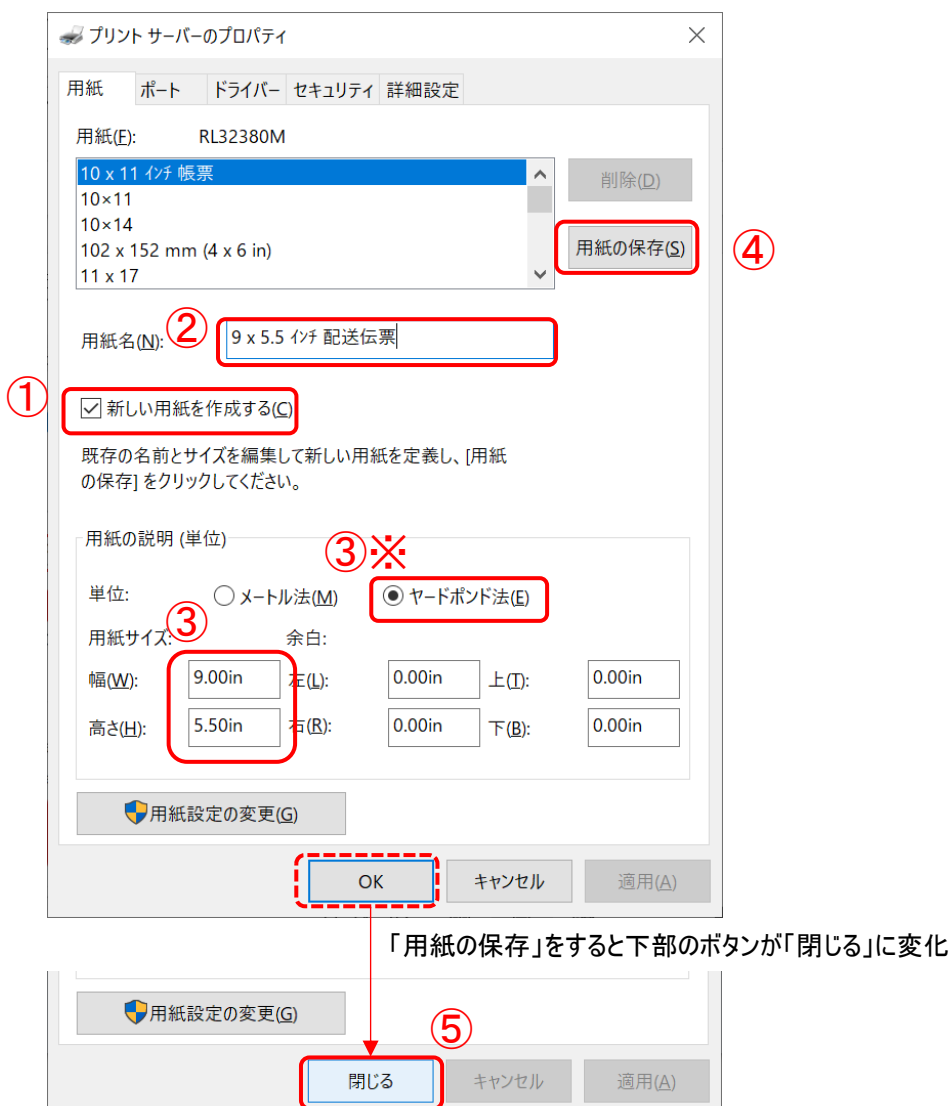 プリント サーバーのプロパティ
用紙 ポート ドライバー セキュリティ 詳細設定
用紙(F): RL32380M
10 x 11 インチ 帳票
10×11
10×14
102 x 152 mm (4 x 6 in)
11 x 17
削除(D)
用紙の保存(S)
④
用紙名(N):
②
9 x 5.5 インチ 配送伝票
①
新しい用紙を作成する(C)
既存の名前とサイズを編集して新しい用紙を定義し、[用紙
の保存] をクリックしてください。
用紙の説明 (単位)
③※
単位: メートル法(M) ヤードポンド法(E)
③
用紙サイズ: 余白:
幅(W): 9.00in 左(L): 0.00in 上(T): 0.00in
高さ(H): 5.50in 右(R): 0.00in 下(B): 0.00in
用紙設定の変更(G)
OK キャンセル 適用(A)
「用紙の保存」をすると下部のボタンが「閉じる」に変化
用紙設定の変更(G)
⑤
閉じる キャンセル 適用(A)